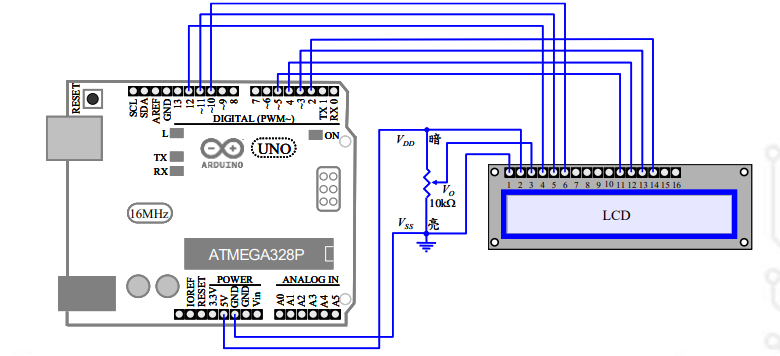 RESET
SCL
SDA
AREF
GND
13
12
~11
~10
~9
8
7
~6
~5
4
~3
2
TX 1
RX 0
DIGITAL (PWM~)
L
TX
RX
ARDUINO
UNO
ON
16MHz
ATMEGA328P
POWER
ANALOG IN
IOREF
RESET
3.3V
5V
GND
GND
Vin
A0
A1
A2
A3
A4
A5
VDD
暗
VO
10kΩ
VSS
亮
1 2 3 4 5 6 7 8 9 10 11 12 13 14 15 16
LCD